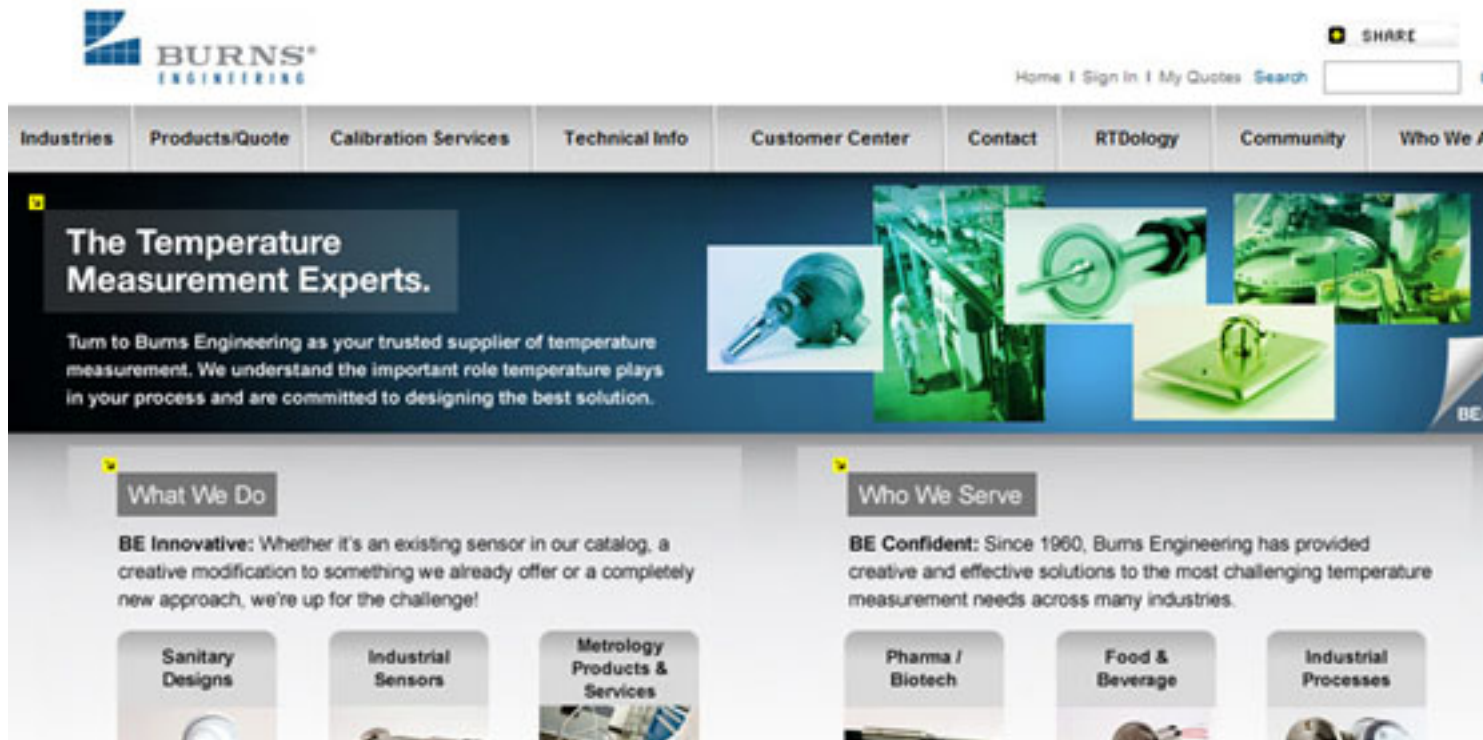 BURNS®
ENGINEERING
SHARE
Home | Sign In | My Quotes Search
Industries Products/Quote Calibration Services Technical Info Customer Center Contact RTDology Community Who We A
The Temperature
Measurement Experts.
Turn to Burns Engineering as your trusted supplier of temperature
measurement. We understand the important role temperature plays
in your process and are committed to designing the best solution.
BE
What We Do
BE Innovative: Whether it's an existing sensor in our catalog, a
creative modification to something we already offer or a completely
new approach, we're up for the challenge!
Sanitary
Designs
Industrial
Sensors
Metrology
Products &
Services
Who We Serve
BE Confident: Since 1960, Burns Engineering has provided
creative and effective solutions to the most challenging temperature
measurement needs across many industries.
Pharma /
Biotech
Food &
Beverage
Industrial
Processes